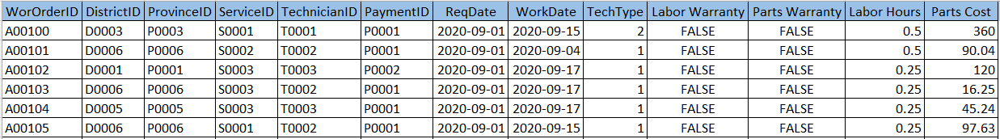 WorOrderID DistrictID ProvinceID ServiceID TechnicianID PaymentID ReqDate WorkDate TechType Labor Warranty Parts Warranty Labor Hours Parts Cost
A00100 D0003 P0003 S0001 T0001 P0001 2020-09-01 2020-09-15 2 FALSE FALSE 0.5 360
A00101 D0006 P0006 S0002 T0002 P0001 2020-09-01 2020-09-04 1 FALSE FALSE 0.5 90.04
A00102 D0001 P0001 S0003 T0003 P0002 2020-09-01 2020-09-17 1 FALSE FALSE 0.25 120
A00103 D0006 P0006 S0003 T0002 P0001 2020-09-01 2020-09-17 1 FALSE FALSE 0.25 16.25
A00104 D0005 P0005 S0003 T0003 P0001 2020-09-01 2020-09-17 1 FALSE FALSE 0.25 45.24
A00105 D0006 P0006 S0001 T0002 P0001 2020-09-01 2020-09-15 1 FALSE FALSE 0.25 97.63